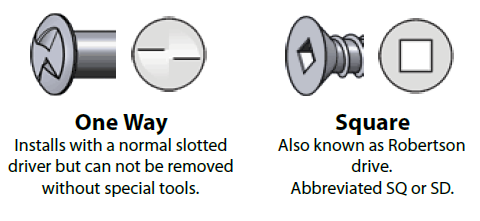 One Way
Installs with a normal slotted
driver but can not be removed
without special tools.
Square
Also known as Robertson
drive.
Abbreviated SQ or SD.